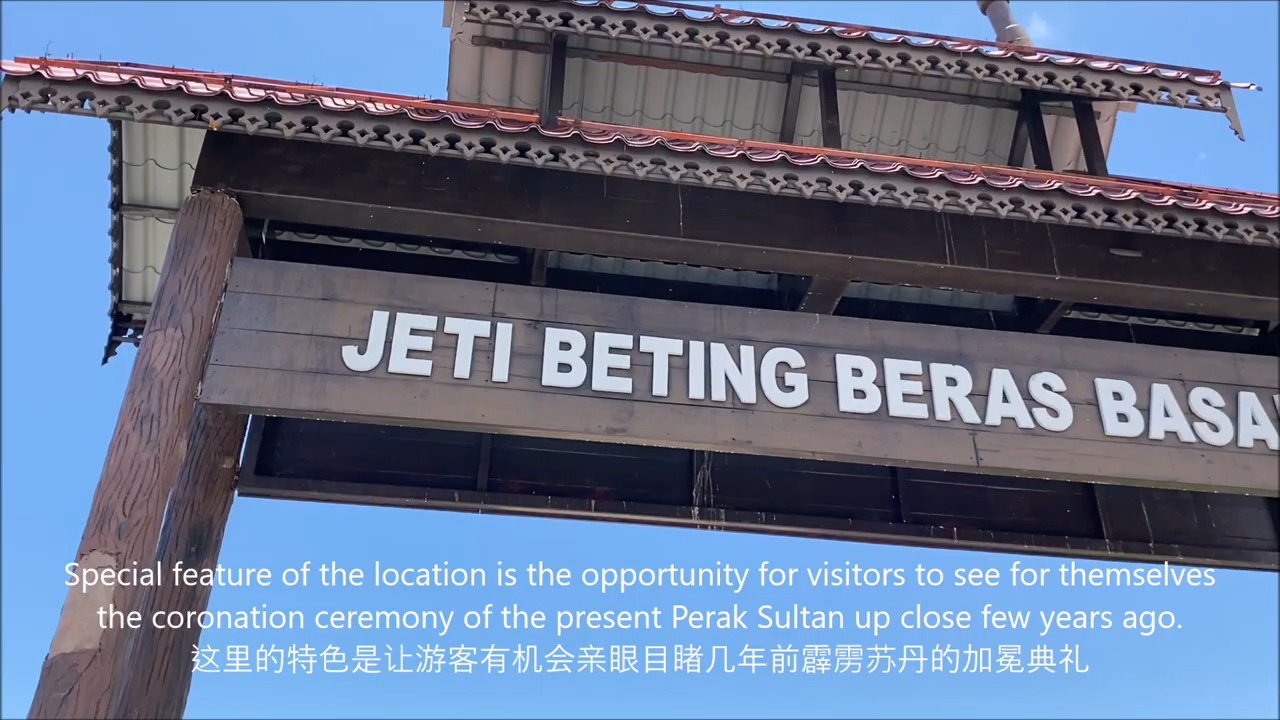 JETI BETING BERAS BASA
Special feature of the location is the opportunity for visitors to see for themselves
the coronation ceremony of the present Perak Sultan up close few years ago.
这里的特色是让游客有机会亲眼目睹几年前霹雳苏丹的加冕典礼